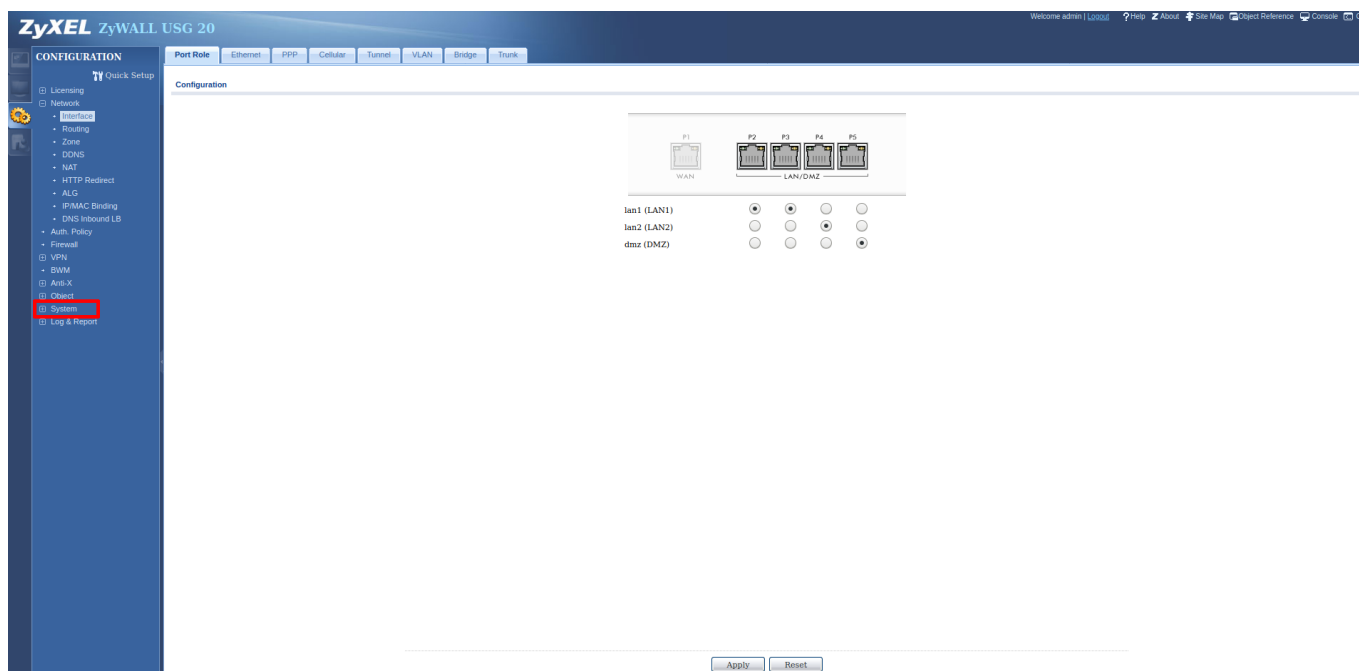 ZyXEL ZyWALL USG 20
Welcome admin | Logout ?Help Z About Site Map Object Reference Console
CONFIGURATION
Quick Setup
Licensing
Network
Interface
Routing
Zone
DDNS
NAT
HTTP Redirect
ALG
IP/MAC Binding
DNS Inbound LB
Auth. Policy
Firewall
VPN
BWM
Anti-X
Object
System
Log & Report
Port Role Ethernet PPP Cellular Tunnel VLAN Bridge Trunk
Configuration
P1 P2 P3 P4 P5
WAN LAN/DMZ
lan1 (LAN1)
lan2 (LAN2)
dmz (DMZ)
Apply Reset